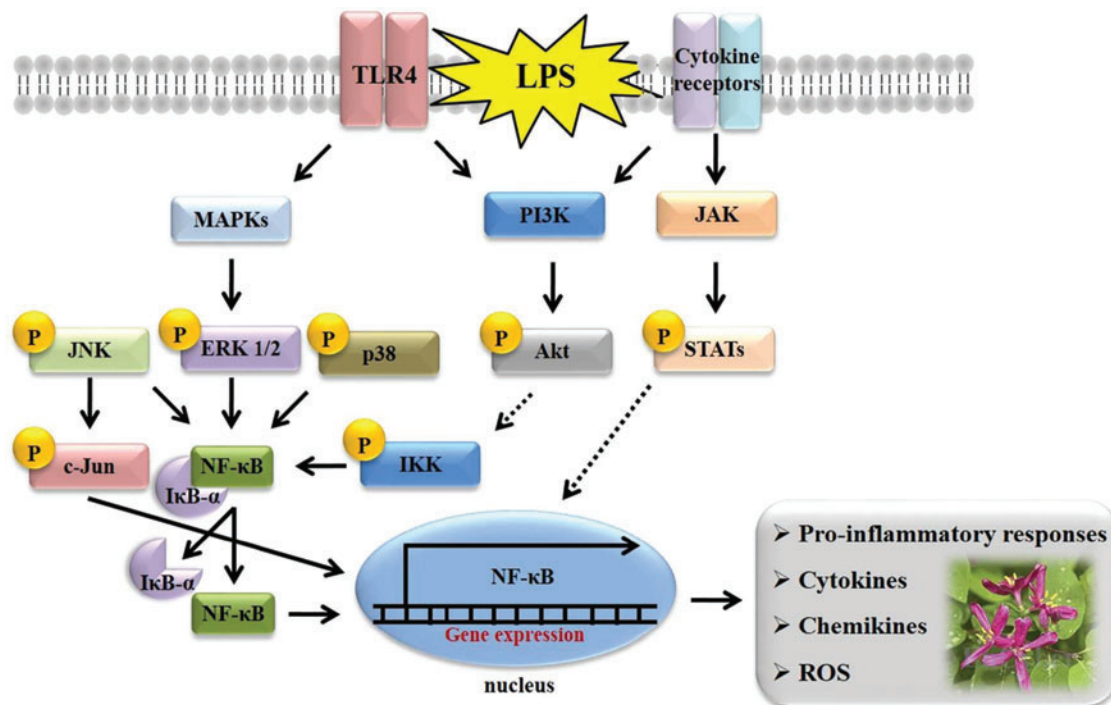 TLR4
LPS
Cytokine
receptors
MAPKs
PI3K
JAK
P
JNK
P
ERK 1/2
P
p38
P
Akt
P
STATs
P
c-Jun
NF-κB
IκB-α
P
IKK
IκB-α
NF-κB
NF-κB
Gene expression
nucleus
➢ Pro-inflammatory responses
➢ Cytokines
➢ Chemikines
➢ ROS